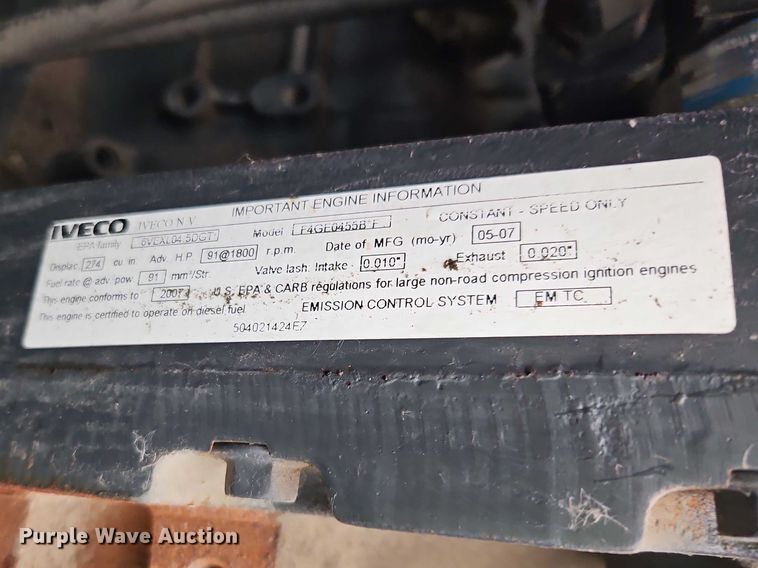 IMPORTANT ENGINE INFORMATION
IVECO IVECO N.V. Model F4GE0455B*F CONSTANT - SPEED ONLY
EPA family 6VEXL04.5DGT Date of MFG (mo-yr) 05-07
Displac. 274 cu in. Adv. H.P 91@1800 r.p.m. Valve lash: Intake 0.010" Exhaust 0.020"
Fuel rate @ adv. pow. 81 mm³/Str.
This engine conforms to 2007 U.S. EPA & CARB regulations for large non-road compression ignition engines
This engine is certified to operate on diesel fuel EMISSION CONTROL SYSTEM EM TC
504021424E7
Purple Wave Auction